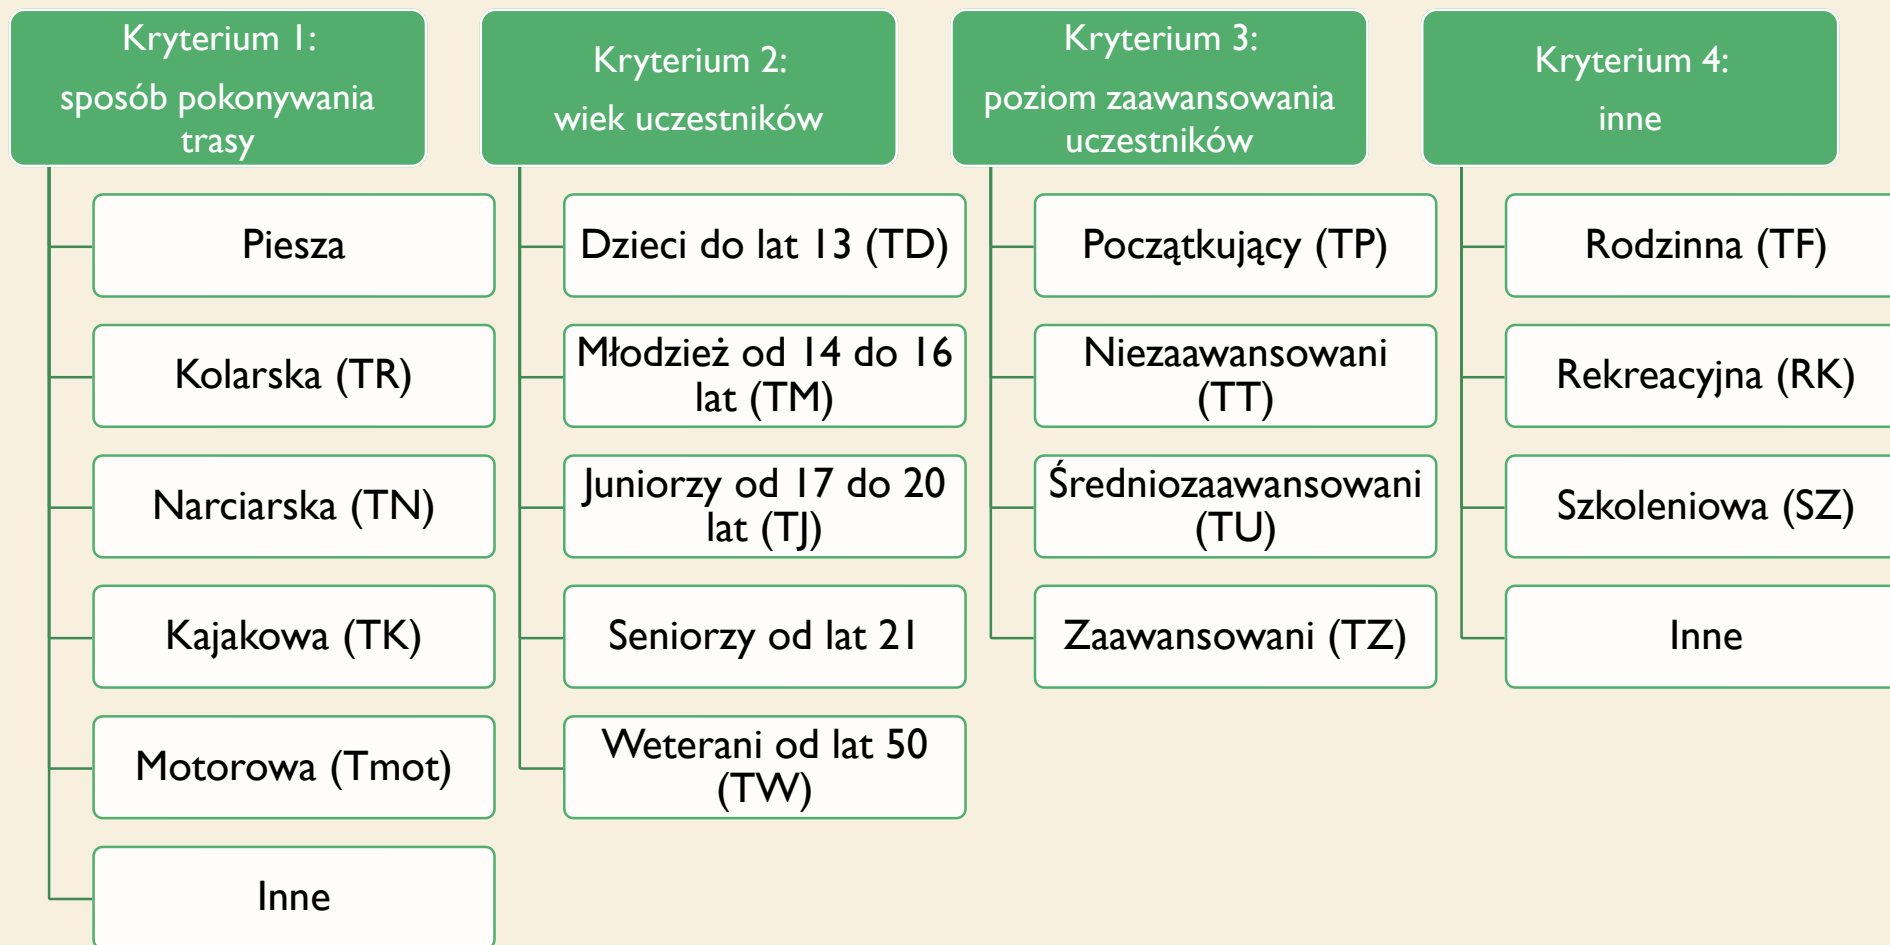 Kryterium 1:
sposób pokonywania
trasy
Piesza
Kolarska (TR)
Narciarska (TN)
Kajakowa (TK)
Motorowa (Tmot)
Inne
Kryterium 2:
wiek uczestników
Dzieci do lat 13 (TD)
Młodzież od 14 do 16
lat (TM)
Juniorzy od 17 do 20
lat (TJ)
Seniorzy od lat 21
Weterani od lat 50
(TW)
Kryterium 3:
poziom zaawansowania
uczestników
Początkujący (TP)
Niezaawansowani
(TT)
Średniozaawansowani
(TU)
Zaawansowani (TZ)
Kryterium 4:
inne
Rodzinna (TF)
Rekreacyjna (RK)
Szkoleniowa (SZ)
Inne